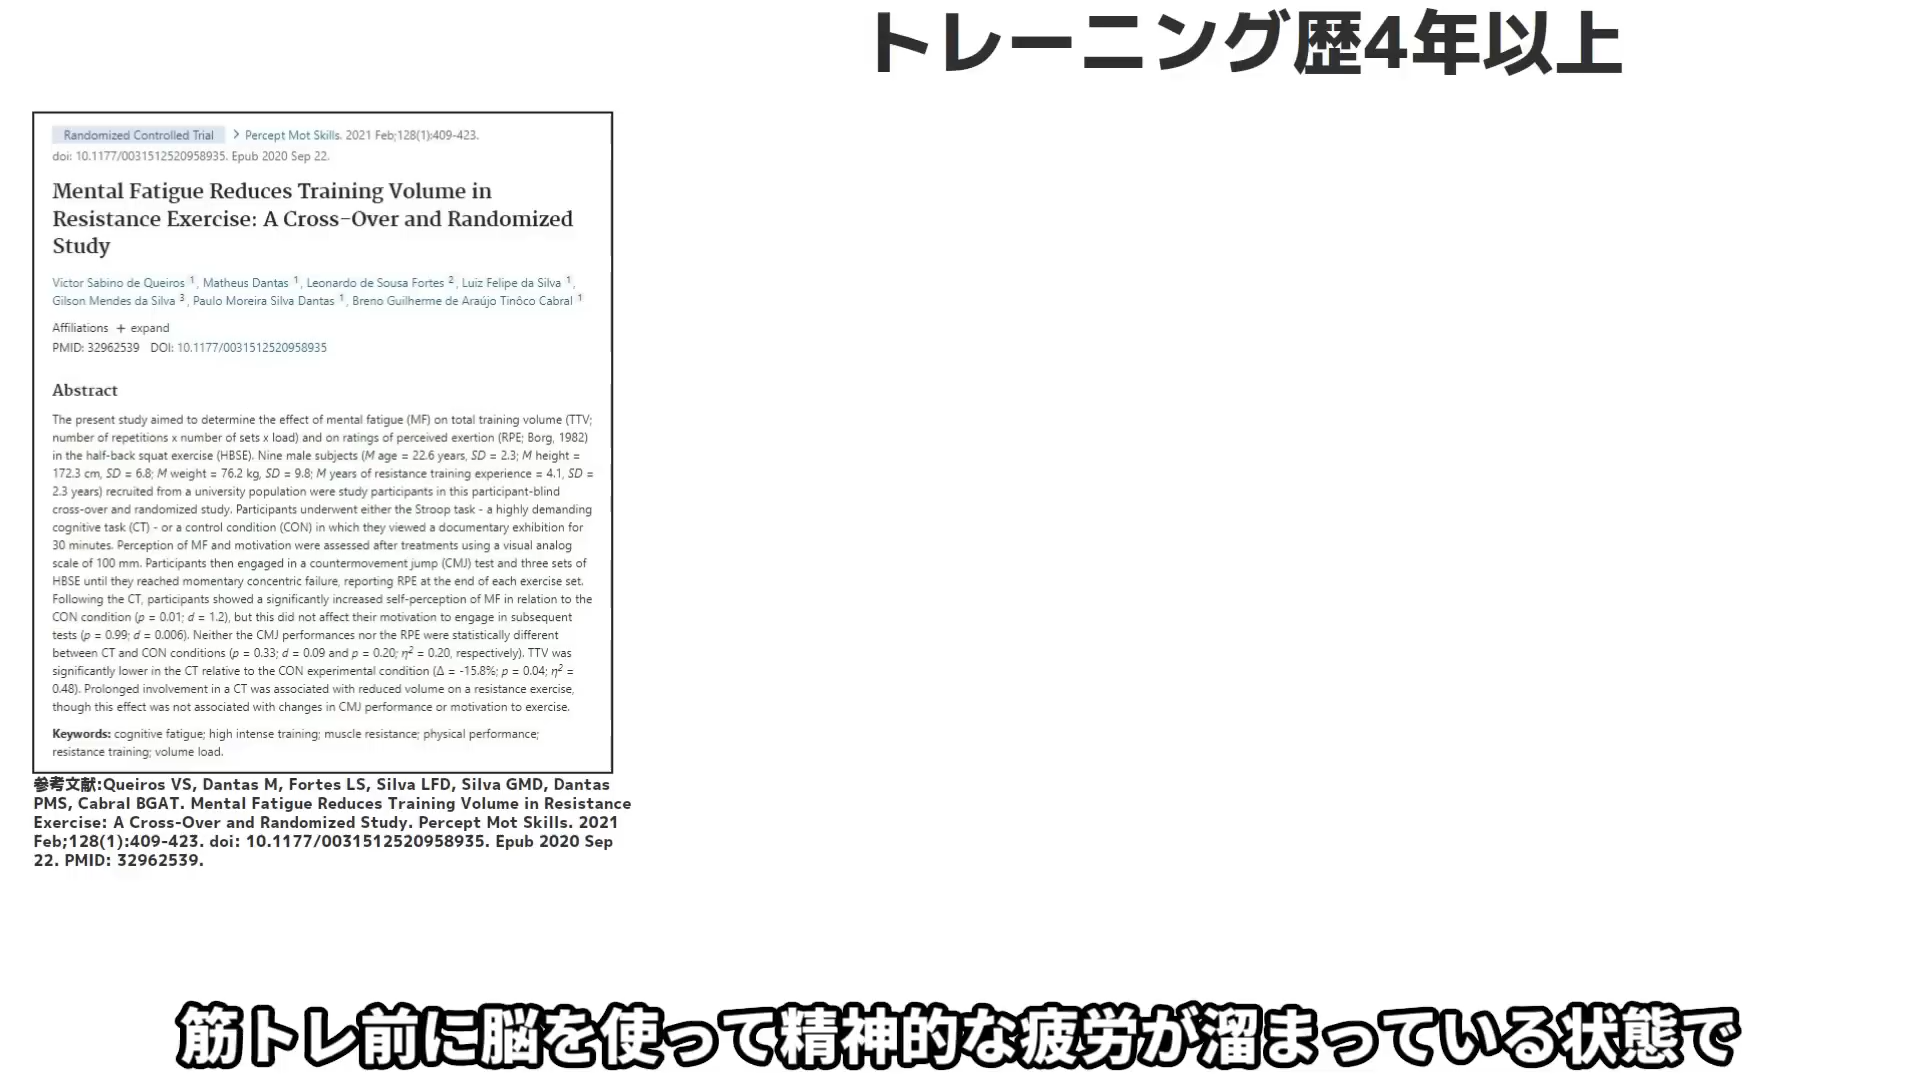 トレーニング歴4年以上
Randomized Controlled Trial > Percept Mot Skills. 2021 Feb;128(1):409-423.
doi: 10.1177/0031512520958935. Epub 2020 Sep 22.
Mental Fatigue Reduces Training Volume in
Resistance Exercise: A Cross-Over and Randomized
Study
Victor Sabino de Queiros 1, Matheus Dantas 1, Leonardo de Sousa Fortes 2, Luiz Felipe da Silva 1,
Gilson Mendes da Silva 3, Paulo Moreira Silva Dantas 1, Breno Guilherme de Araújo Tinôco Cabral 1
Affiliations + expand
PMID: 32962539 DOI: 10.1177/0031512520958935
Abstract
The present study aimed to determine the effect of mental fatigue (MF) on total training volume (TTV;
number of repetitions x number of sets x load) and on ratings of perceived exertion (RPE; Borg, 1982)
in the half-back squat exercise (HBSE). Nine male subjects (M age = 22.6 years, SD = 2.3; M height =
172.3 cm, SD = 6.8; M weight = 76.2 kg, SD = 9.8; M years of resistance training experience = 4.1, SD =
2.3 years) recruited from a university population were study participants in this participant-blind
cross-over and randomized study. Participants underwent either the Stroop task - a highly demanding
cognitive task (CT) - or a control condition (CON) in which they viewed a documentary exhibition for
30 minutes. Perception of MF and motivation were assessed after treatments using a visual analog
scale of 100 mm. Participants then engaged in a countermovement jump (CMJ) test and three sets of
HBSE until they reached momentary concentric failure, reporting RPE at the end of each exercise set.
Following the CT, participants showed a significantly increased self-perception of MF in relation to the
CON condition (p = 0.01; d = 1.2), but this did not affect their motivation to engage in subsequent
tests (p = 0.99; d = 0.006). Neither the CMJ performances nor the RPE were statistically different
between CT and CON conditions (p = 0.33; d = 0.09 and p = 0.20; η2 = 0.20, respectively). TTV was
significantly lower in the CT relative to the CON experimental condition (Δ = -15.8%; p = 0.04; η2 =
0.48). Prolonged involvement in a CT was associated with reduced volume on a resistance exercise,
though this effect was not associated with changes in CMJ performance or motivation to exercise.
Keywords: cognitive fatigue; high intense training; muscle resistance; physical performance;
resistance training; volume load.
参考文献:Queiros VS, Dantas M, Fortes LS, Silva LFD, Silva GMD, Dantas
PMS, Cabral BGAT. Mental Fatigue Reduces Training Volume in Resistance
Exercise: A Cross-Over and Randomized Study. Percept Mot Skills. 2021
Feb;128(1):409-423. doi: 10.1177/0031512520958935. Epub 2020 Sep
22. PMID: 32962539.
筋トレ前に脳を使って精神的な疲労が溜まっている状態で